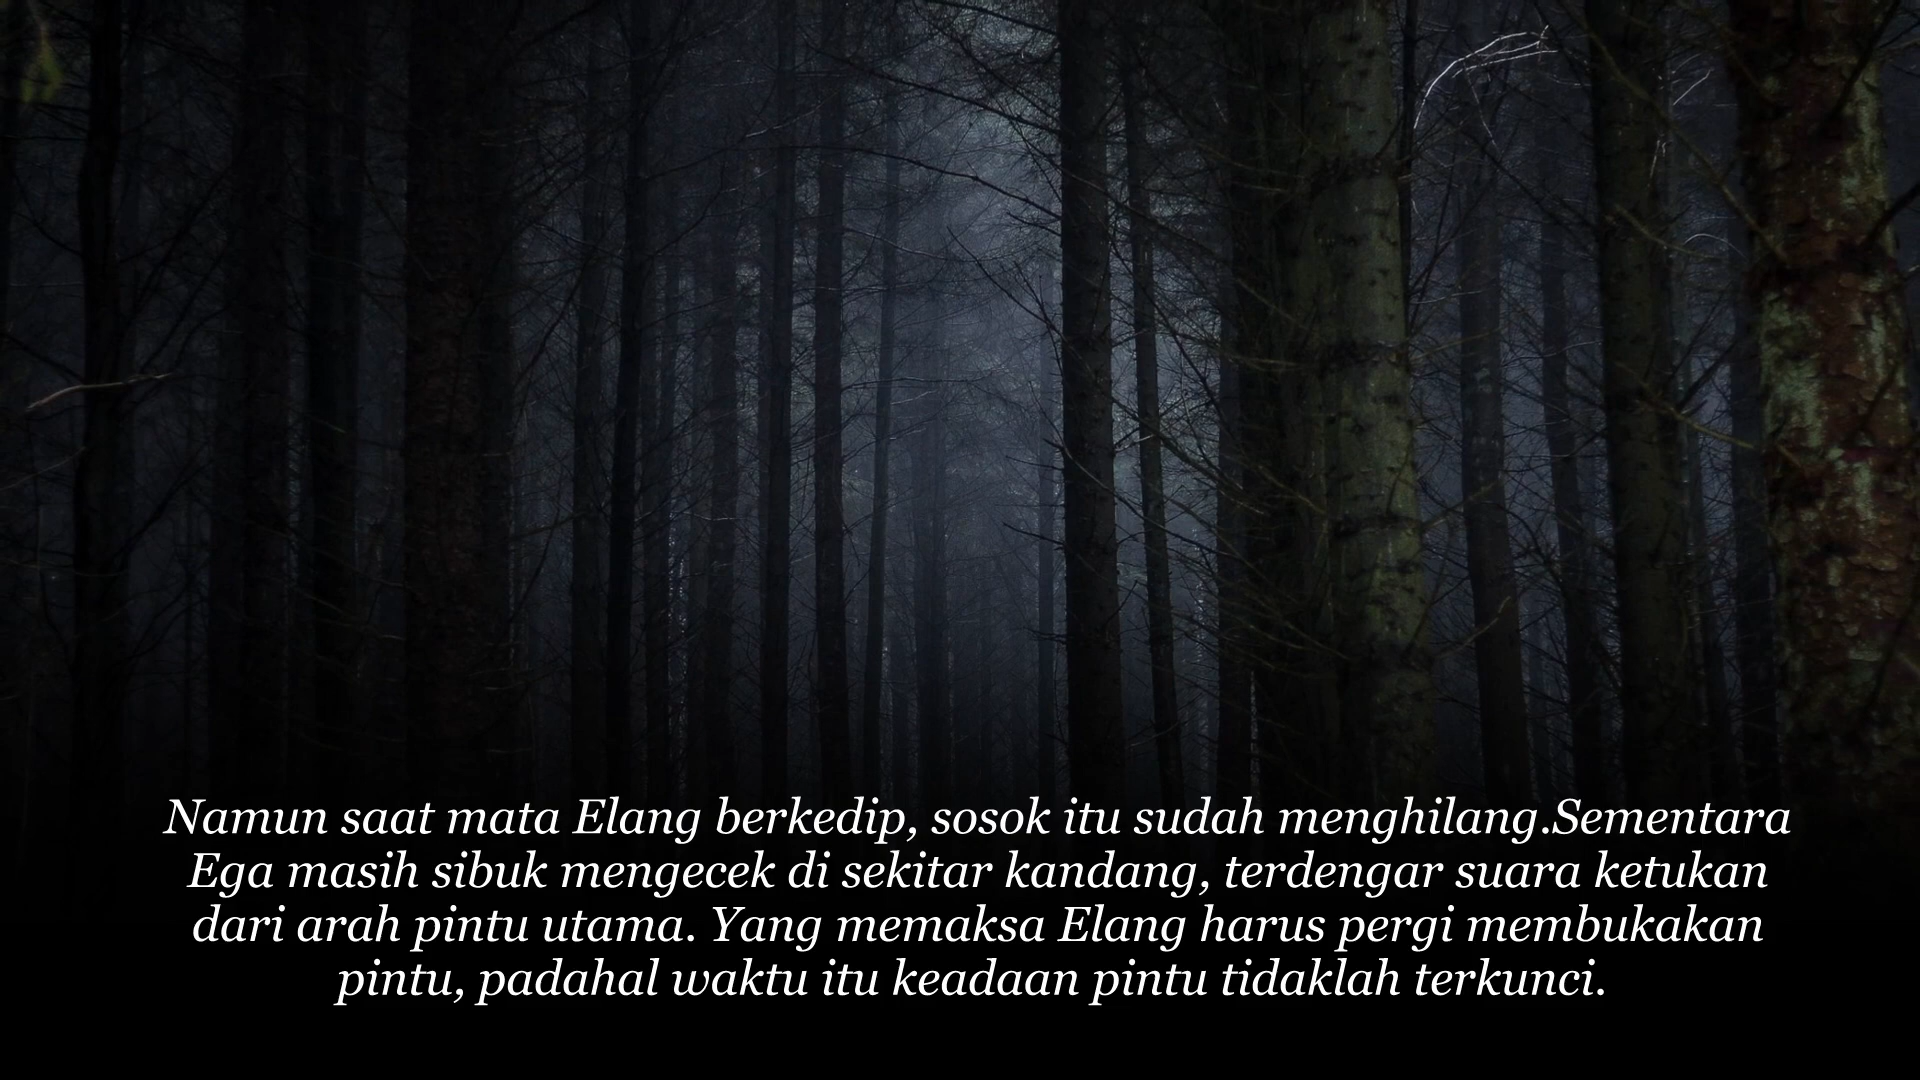 Namun saat mata Elang berkedip, sosok itu sudah menghilang.Sementara
Ega masih sibuk mengecek di sekitar kandang, terdengar suara ketukan
dari arah pintu utama. Yang memaksa Elang harus pergi membukakan
pintu, padahal waktu itu keadaan pintu tidaklah terkunci.